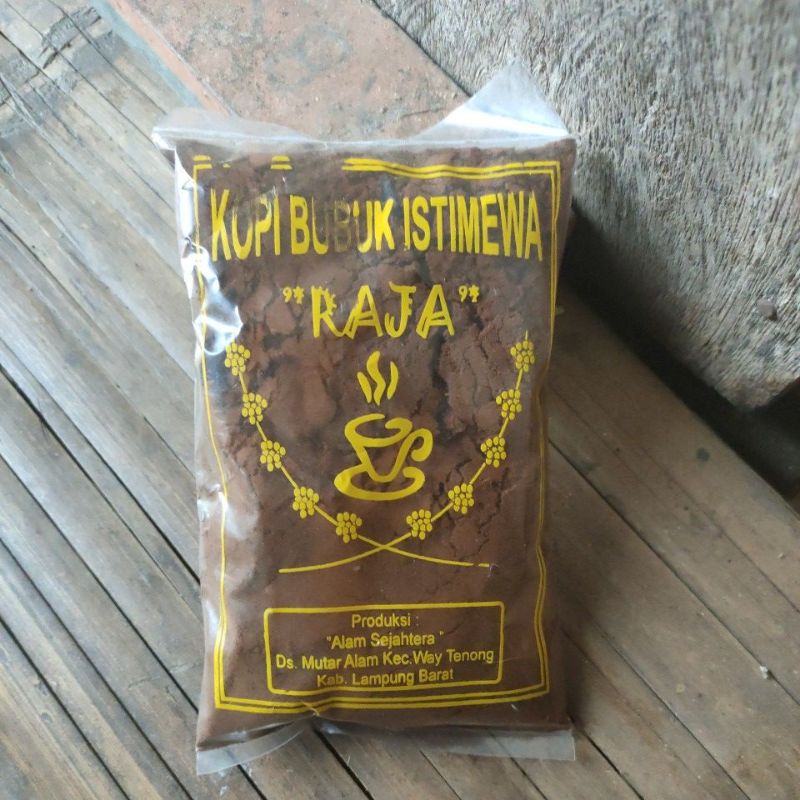 KOPI BUBUK ISTIMEWA
"RAJA"
Produksi :
"Alam Sejahtera "
Ds. Mutar Alam Kec.Way Tenong
Kab. Lampung Barat